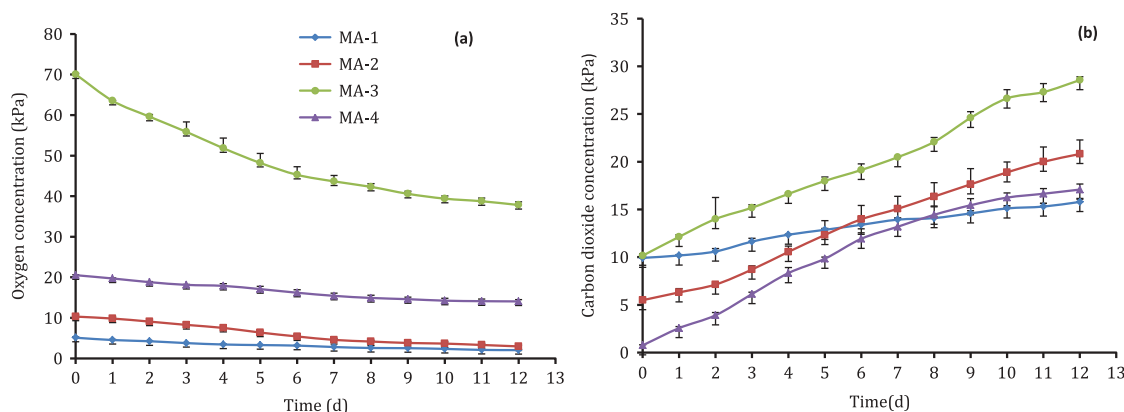 (a)
MA-1
MA-2
MA-3
MA-4
Oxygen concentration (kPa)
80
70
60
50
40
30
20
10
0
0 1 2 3 4 5 6 7 8 9 10 11 12 13
Time (d)
(b)
Carbon dioxide concentration (kPa)
35
30
25
20
15
10
5
0
0 1 2 3 4 5 6 7 8 9 10 11 12 13
Time(d)